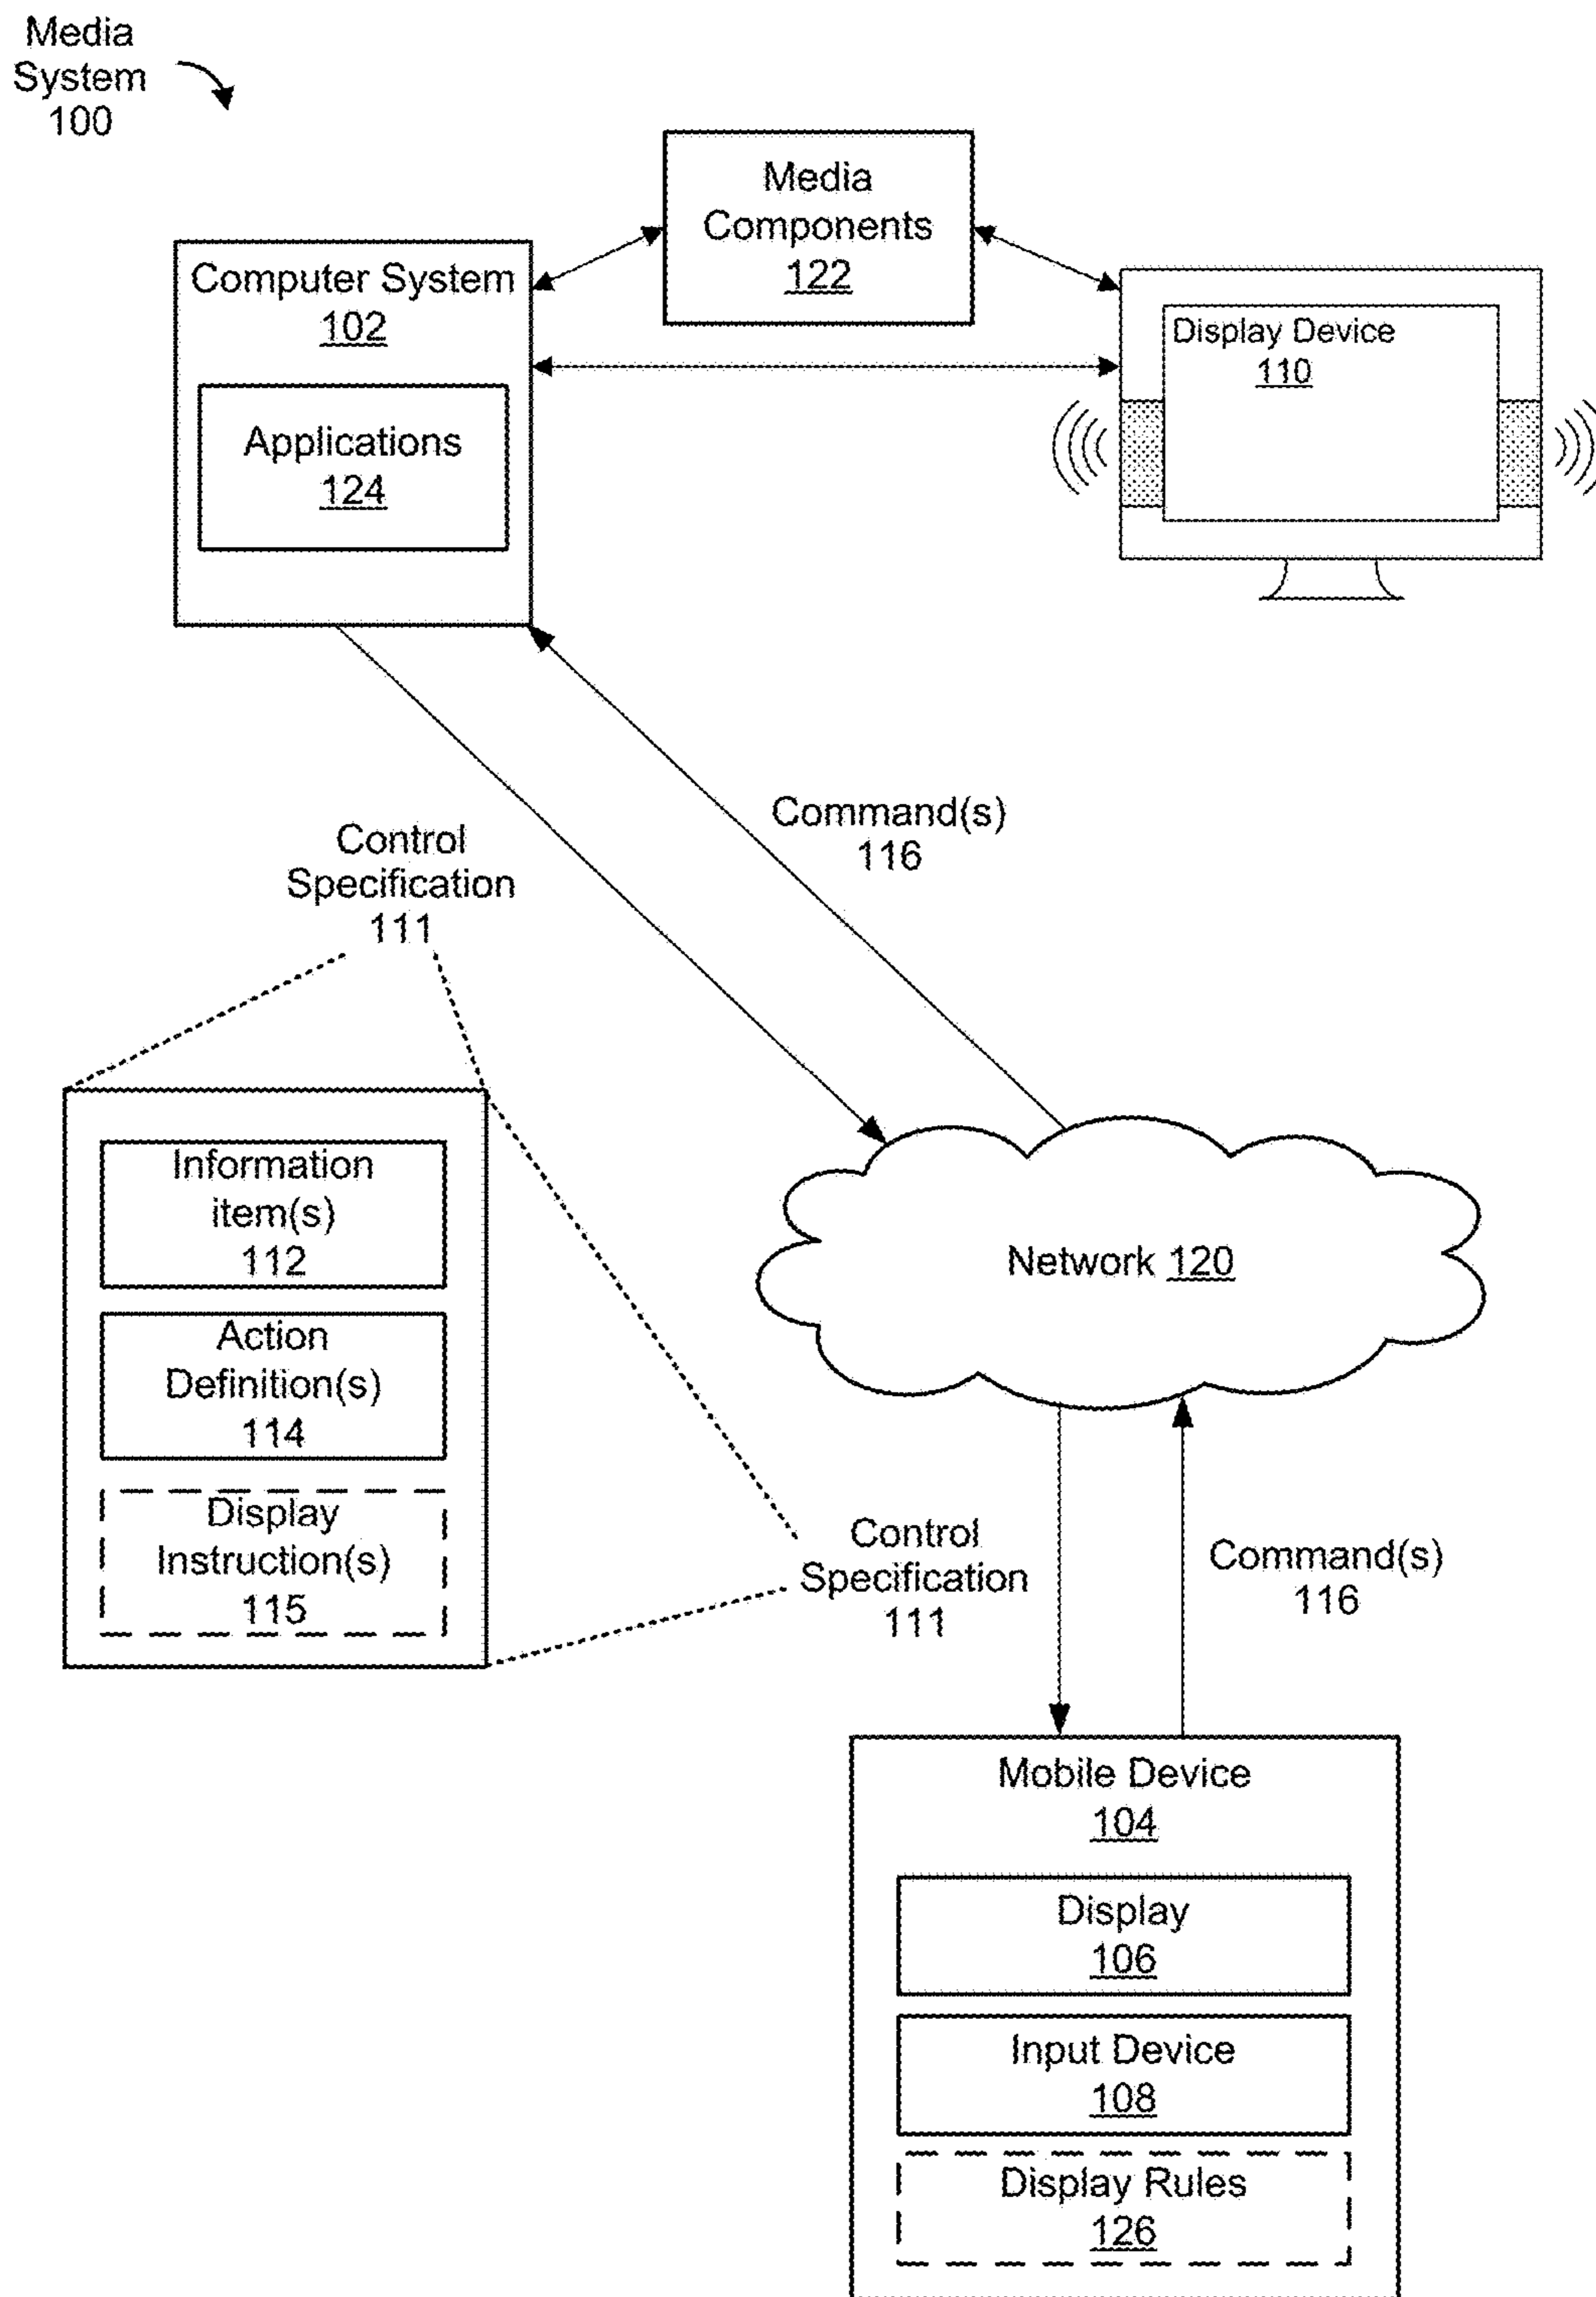 Media
System
100
Media
Components
122
Computer System
102
Applications
124
Display Device
110
Command(s)
116
Control
Specification
111
Information
item(s)
112
Action
Definition(s)
114
Display
Instruction(s)
115
Network 120
Control
Specification
111
Command(s)
116
Mobile Device
104
Display
106
Input Device
108
Display Rules
126